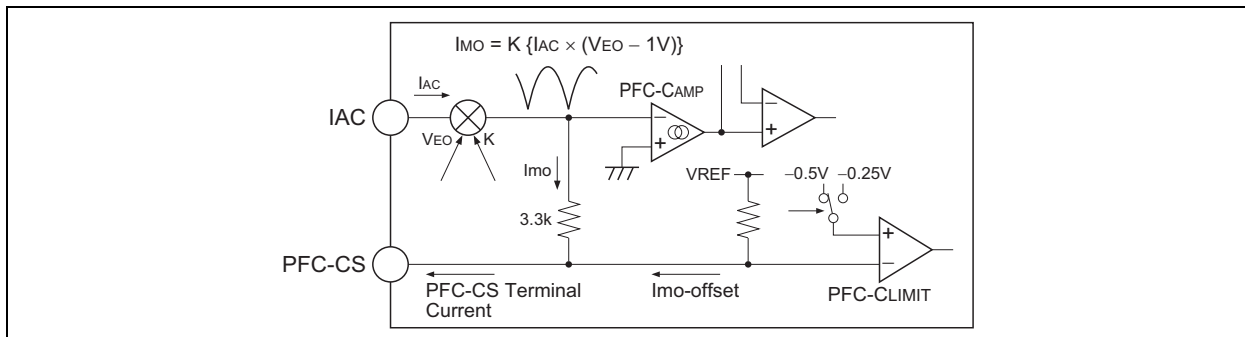 IMO = K {IAC × (VEO – 1V)}
IAC
PFC-CAMP
IAC
VEO
K
–
+
–
+
Imo
VREF
–0.5V
–0.25V
3.3k
+
–
PFC-CS
PFC-CS Terminal
Current
Imo-offset
PFC-CLIMIT